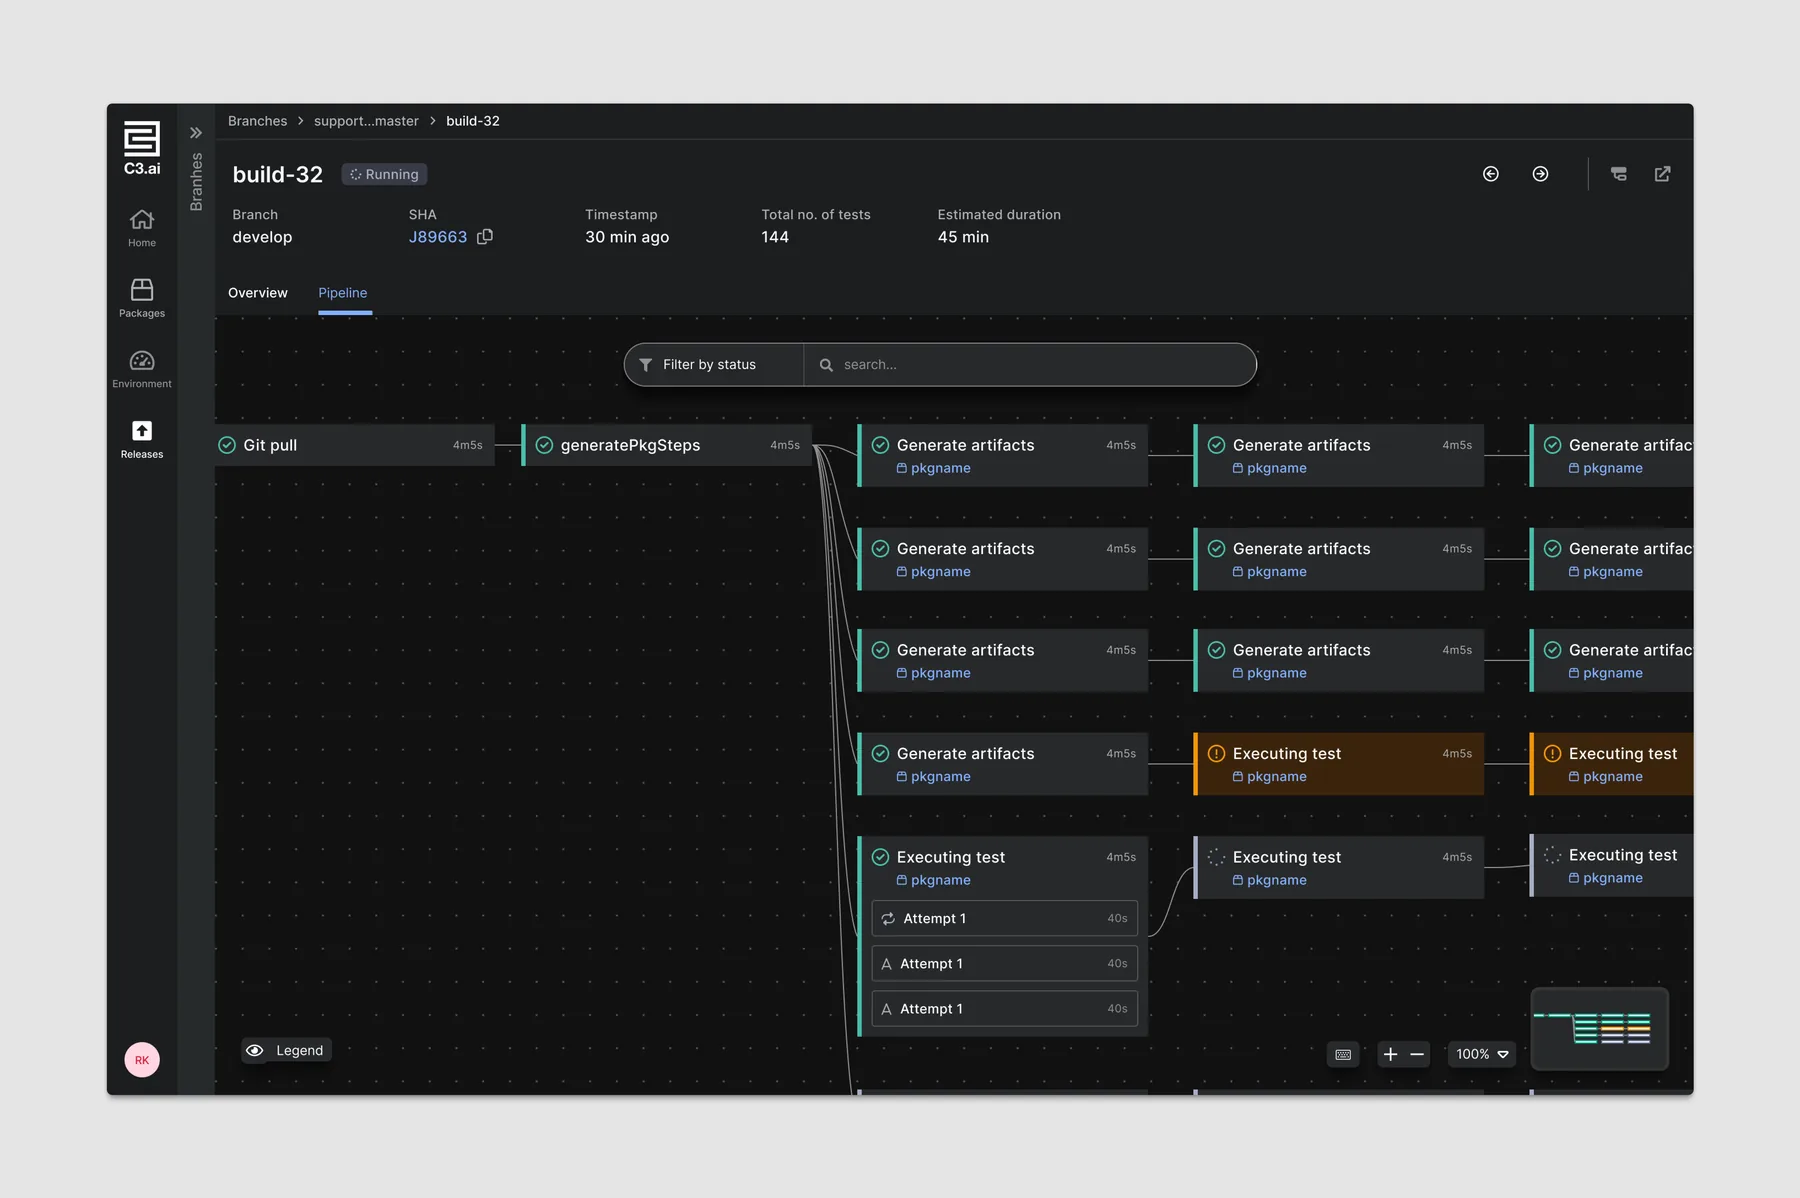 C3.ai
Home
Packages
Environment
Releases
RK
Branhes
Branches > support...master > build-32
build-32 Running
Branch SHA Timestamp Total no. of tests Estimated duration
develop J89663 30 min ago 144 45 min
Overview Pipeline
Filter by status search...
Git pull 4m5s generatePkgSteps 4m5s Generate artifacts 4m5s Generate artifacts 4m5s Generate artifac
pkgname pkgname pkgname
Generate artifacts 4m5s Generate artifacts 4m5s Generate artifac
pkgname pkgname pkgname
Generate artifacts 4m5s Generate artifacts 4m5s Generate artifac
pkgname pkgname pkgname
Generate artifacts 4m5s Executing test 4m5s Executing test
pkgname pkgname pkgname
Executing test 4m5s Executing test 4m5s Executing test
pkgname pkgname pkgname
Attempt 1 40s
Attempt 1 40s
Attempt 1 40s
Legend
100%